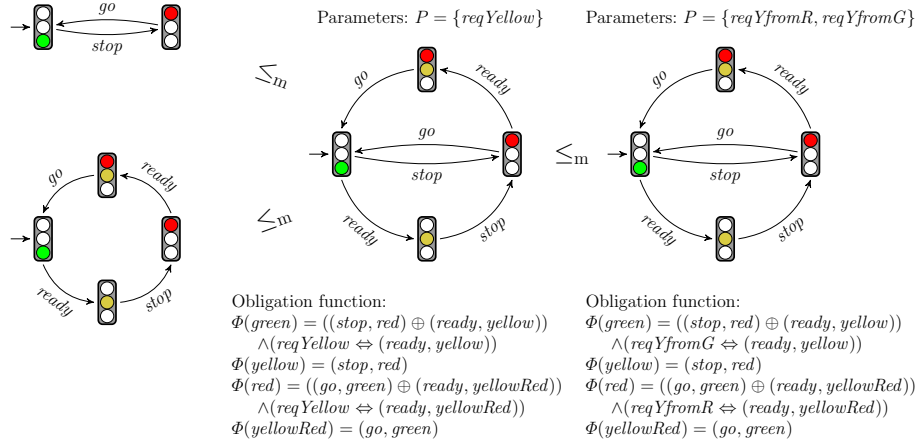 go
stop
≤m
go
ready
ready
stop
≤m
Parameters: P = {reqYellow}
go
ready
go
stop
ready
stop
Obligation function:
Φ(green) = ((stop, red) ⊕ (ready, yellow))
∧(reqYellow ⇔ (ready, yellow))
Φ(yellow) = (stop, red)
Φ(red) = ((go, green) ⊕ (ready, yellowRed))
∧(reqYellow ⇔ (ready, yellowRed))
Φ(yellowRed) = (go, green)
≤m
Parameters: P = {reqYfromR, reqYfromG}
go
ready
go
stop
ready
stop
Obligation function:
Φ(green) = ((stop, red) ⊕ (ready, yellow))
∧(reqYfromG ⇔ (ready, yellow))
Φ(yellow) = (stop, red)
Φ(red) = ((go, green) ⊕ (ready, yellowRed))
∧(reqYfromR ⇔ (ready, yellowRed))
Φ(yellowRed) = (go, green)